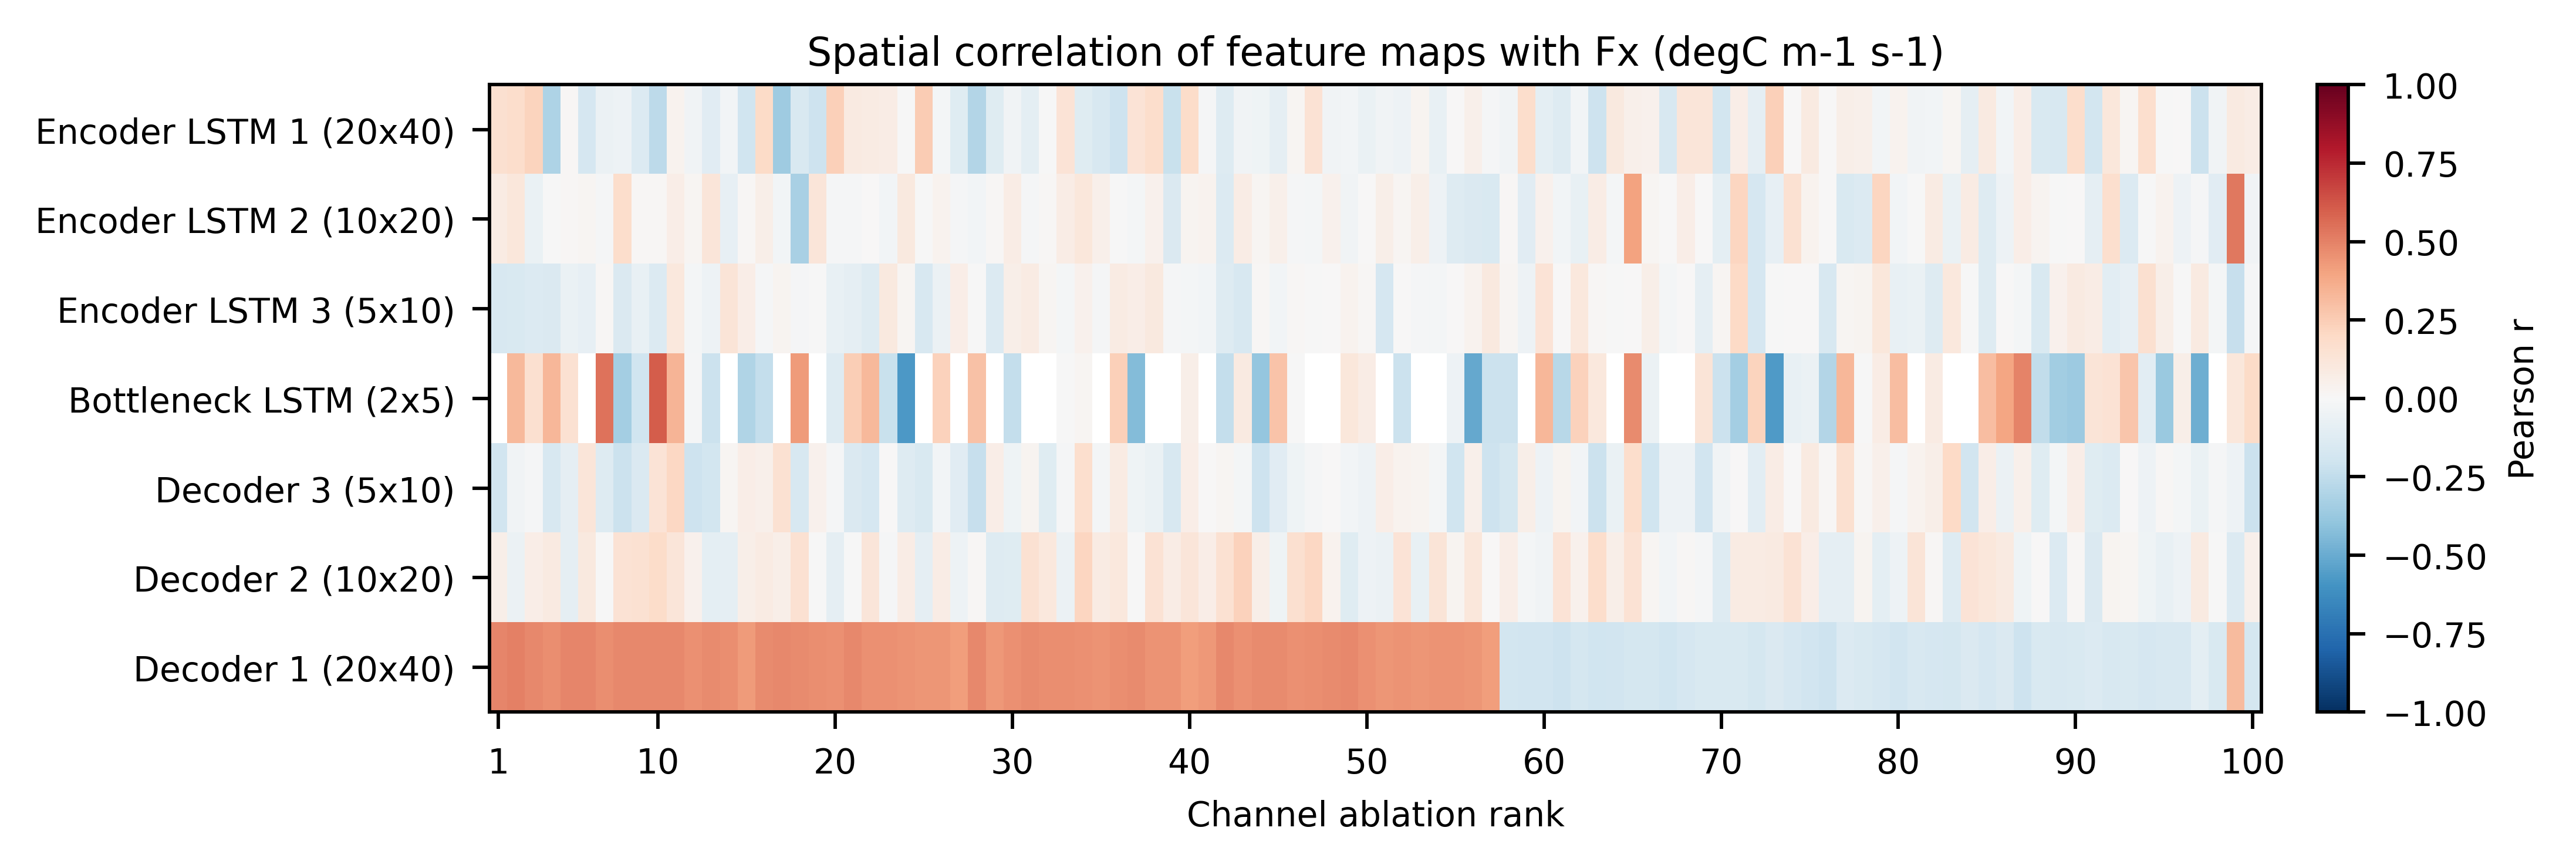 Spatial correlation of feature maps with Fx (degC m-1 s-1)
Encoder LSTM 1 (20x40)
Encoder LSTM 2 (10x20)
Encoder LSTM 3 (5x10)
Bottleneck LSTM (2x5)
Decoder 3 (5x10)
Decoder 2 (10x20)
Decoder 1 (20x40)
1 10 20 30 40 50 60 70 80 90 100
Channel ablation rank
1.00
0.75
0.50
0.25
0.00
−0.25
−0.50
−0.75
−1.00
Pearson r